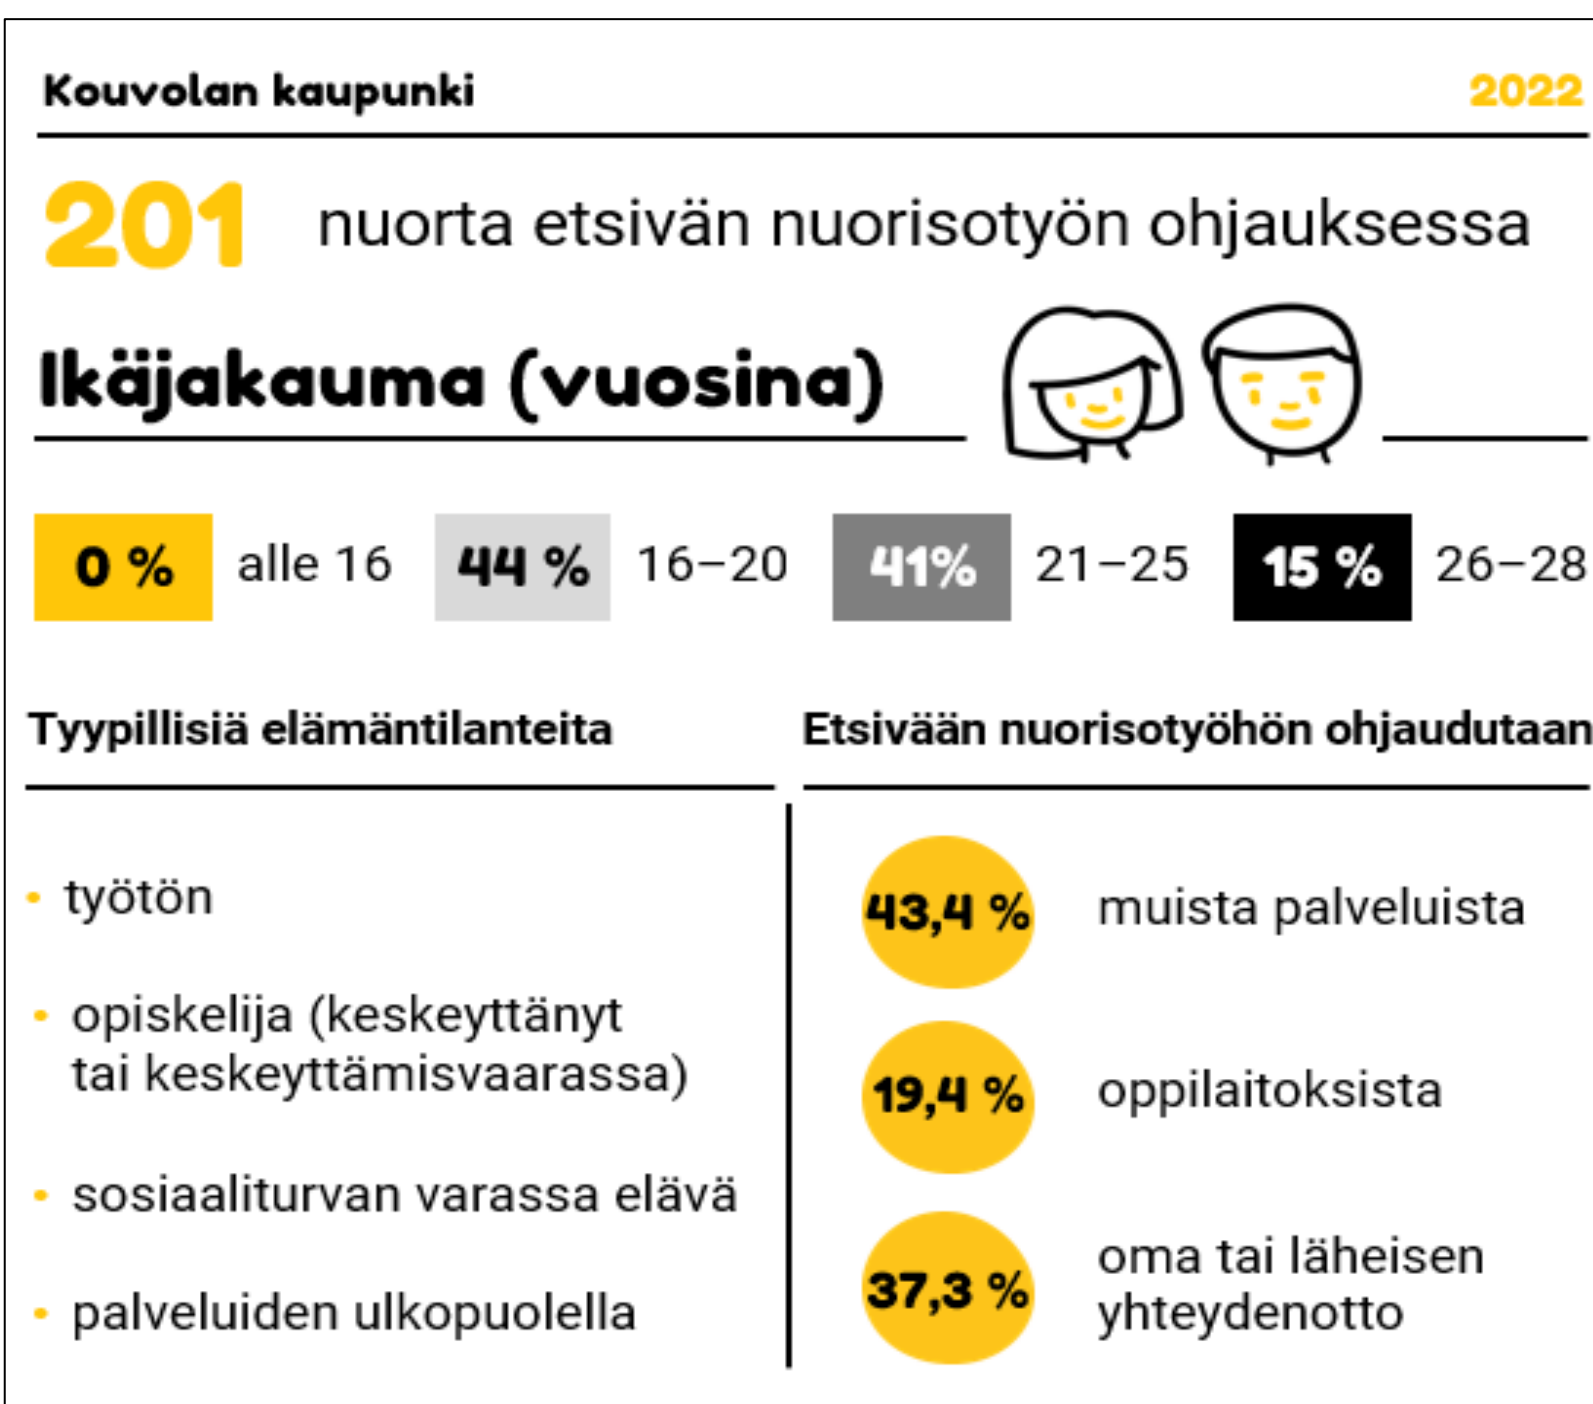 Kouvolan kaupunki
2022
201 nuorta etsivän nuorisotyön ohjauksessa
Ikäjakauma (vuosina)
0 % alle 16 44 % 16–20 41% 21–25 15 % 26–28
Tyypillisiä elämäntilanteita
• työtön
• opiskelija (keskeyttänyt
tai keskeyttämisvaarassa)
• sosiaaliturvan varassa elävä
• palveluiden ulkopuolella
Etsivään nuorisotyöhön ohjaudutaan
43,4 % muista palveluista
19,4 % oppilaitoksista
37,3 % oma tai läheisen
yhteydenotto